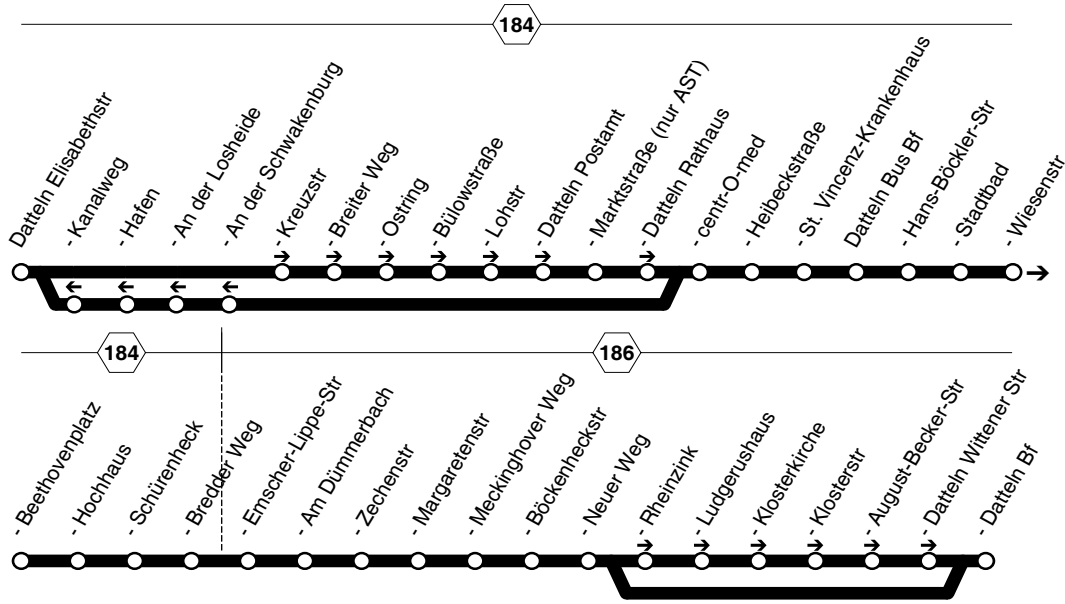 184
Datteln Elisabethstr
- Kanalweg
- Hafen
- An der Losheide
- An der Schwakenburg
- Kreuzstr
- Breiter Weg
- Ostring
- Bülowstraße
- Lohstr
- Datteln Postamt
- Marktstraße (nur AST)
- Datteln Rathaus
- centr-O-med
- Heibeckstraße
- St. Vincenz-Krankenhaus
Datteln Bus Bf
- Hans-Böckler-Str
- Stadtbad
- Wiesenstr
184
186
- Beethovenplatz
- Hochhaus
- Schürenheck
- Bredder Weg
- Emscher-Lippe-Str
- Am Dümmerbach
- Zechenstr
- Margaretenstr
- Meckinghover Weg
- Böckenheckstr
- Neuer Weg
- Rheinzink
- Ludgerushaus
- Klosterkirche
- Klosterstr
- August-Becker-Str
- Datteln Wittener Str
- Datteln Bf